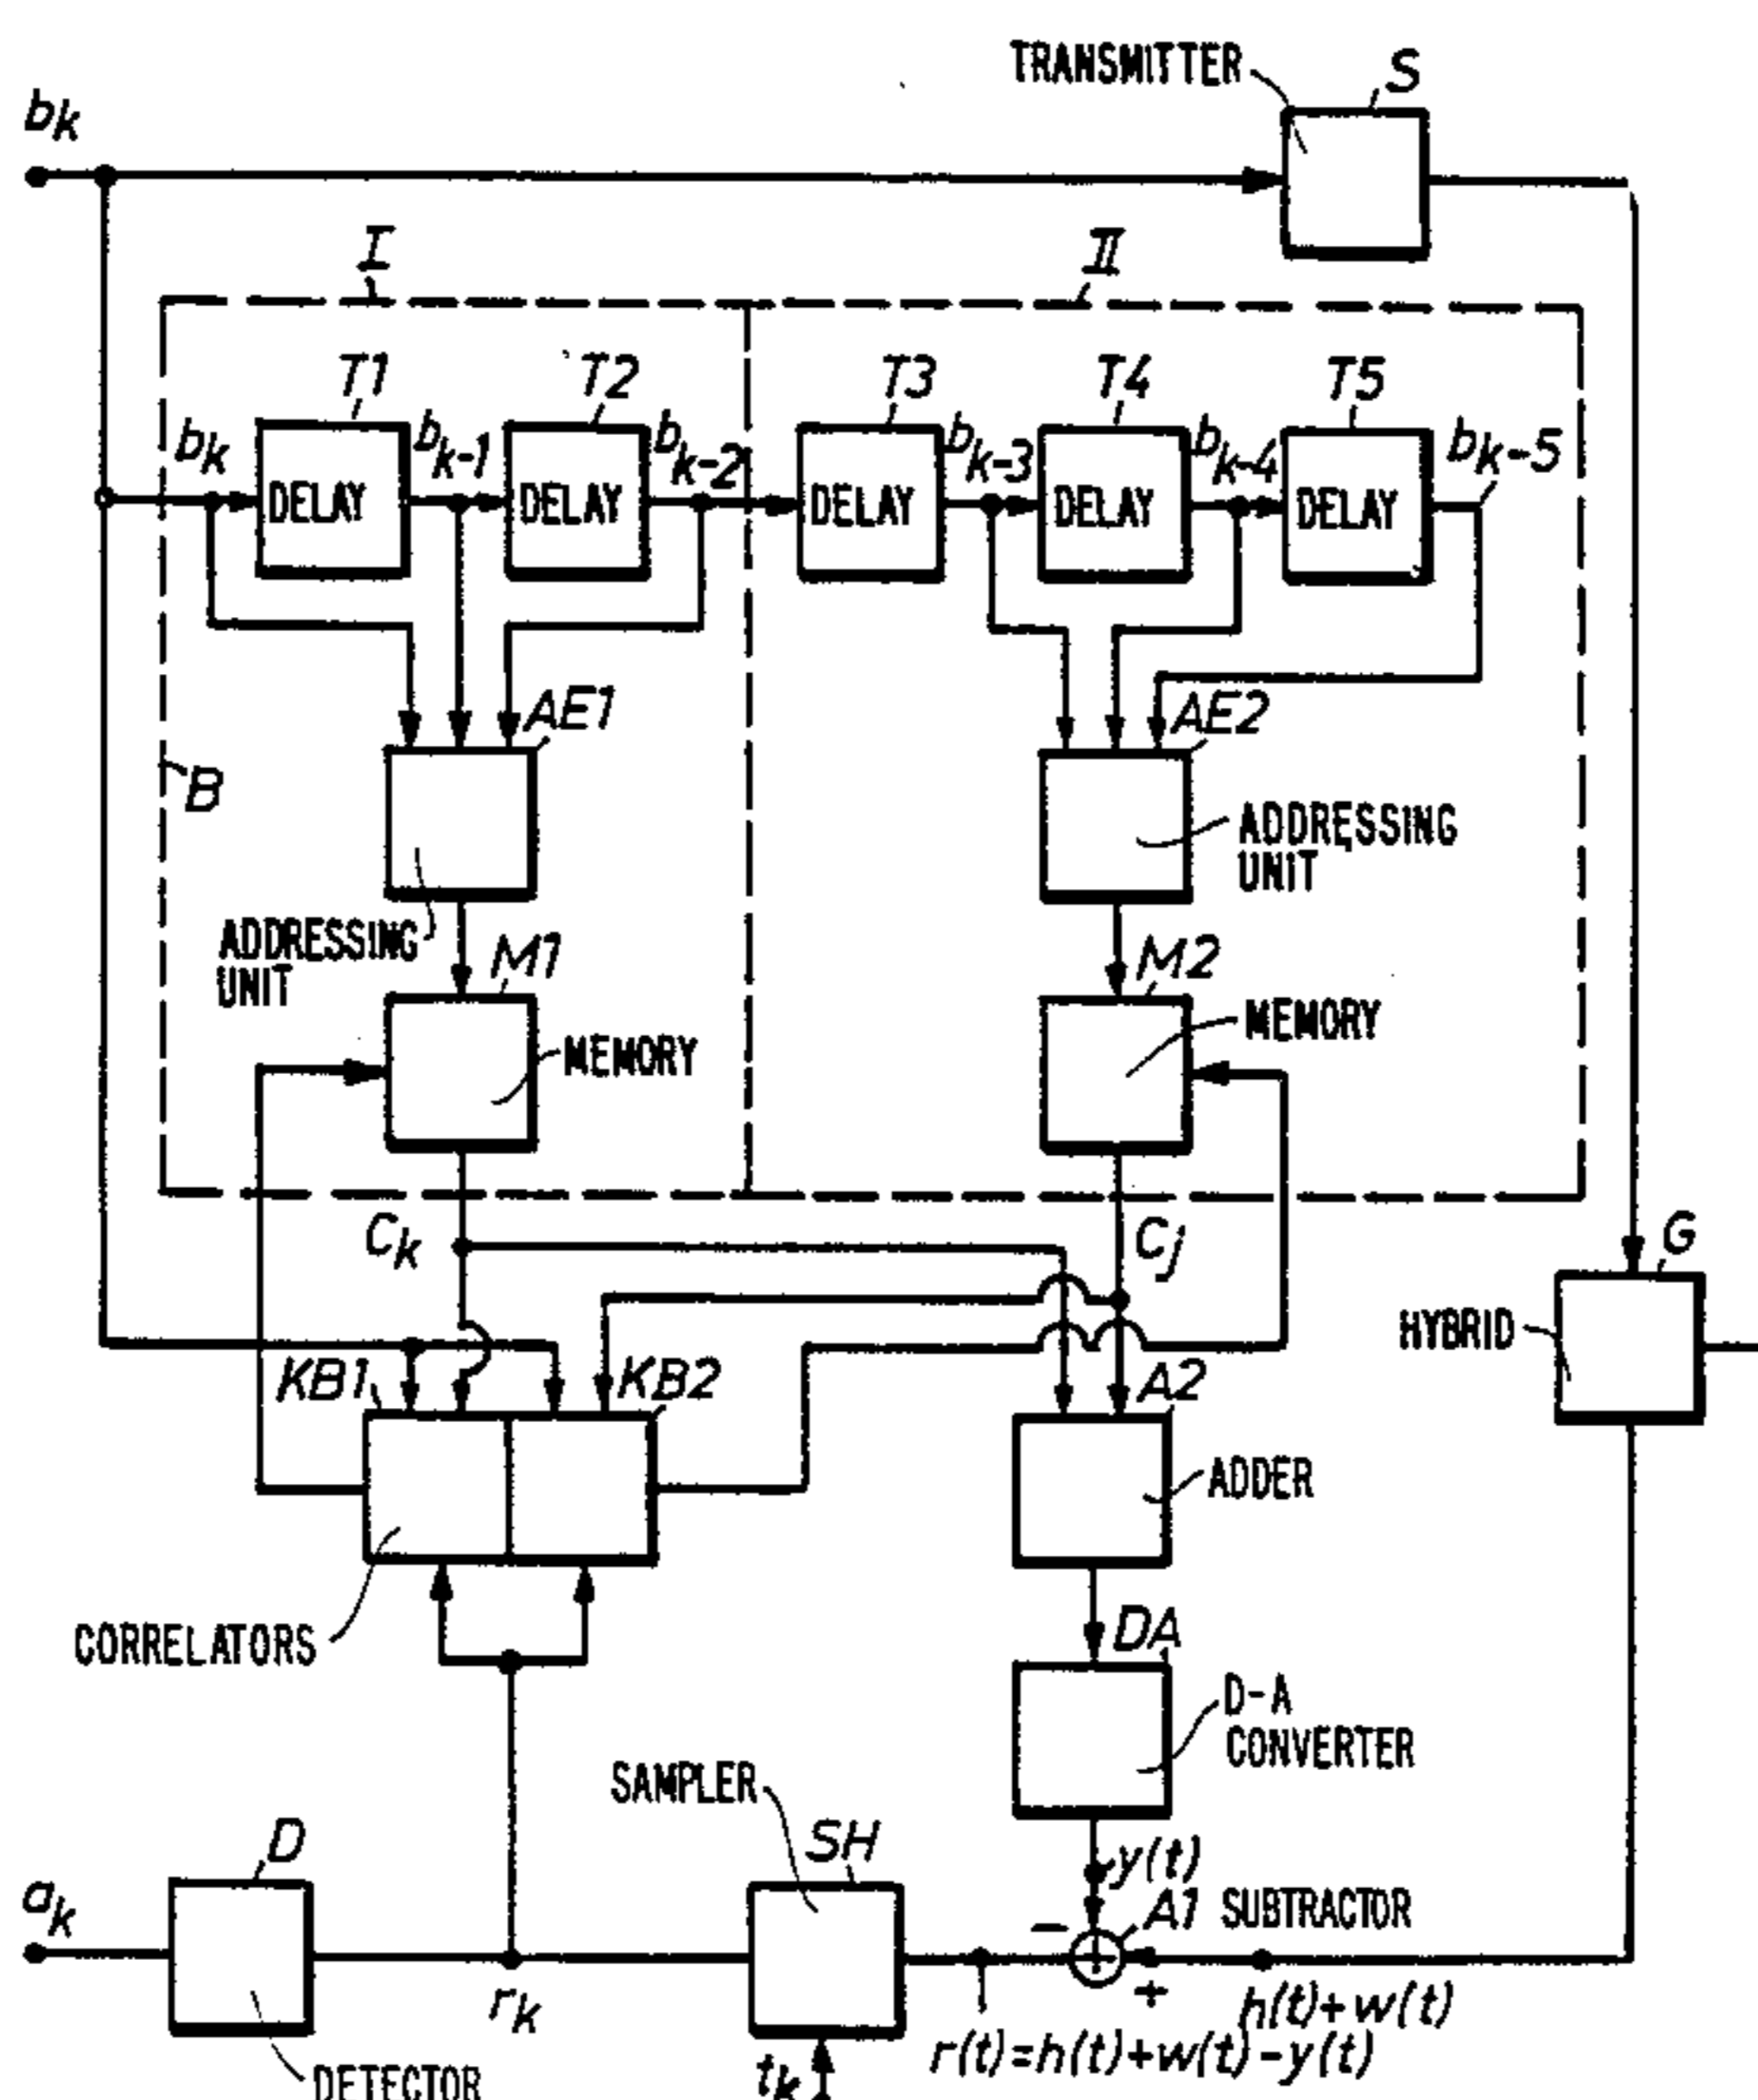 TRANSMITTER S
bk
I II
T1 T2 T3 T4 T5
bk bk-1 bk-2 bk-3 bk-4 bk-5
DELAY DELAY DELAY DELAY DELAY
AE1 AE2
B
ADDRESSING
UNIT
ADDRESSING
UNIT
M1 M2
MEMORY
MEMORY
Ck Cj
G
HYBRID
KB1 KB2 A2
ADDER
CORRELATORS
DA
D-A
CONVERTER
SAMPLER
D SH y(t)
ak
A1 SUBTRACTOR
− +
rk
h(t)+w(t)
r(t)=h(t)+w(t)-y(t)
DETECTOR
tk